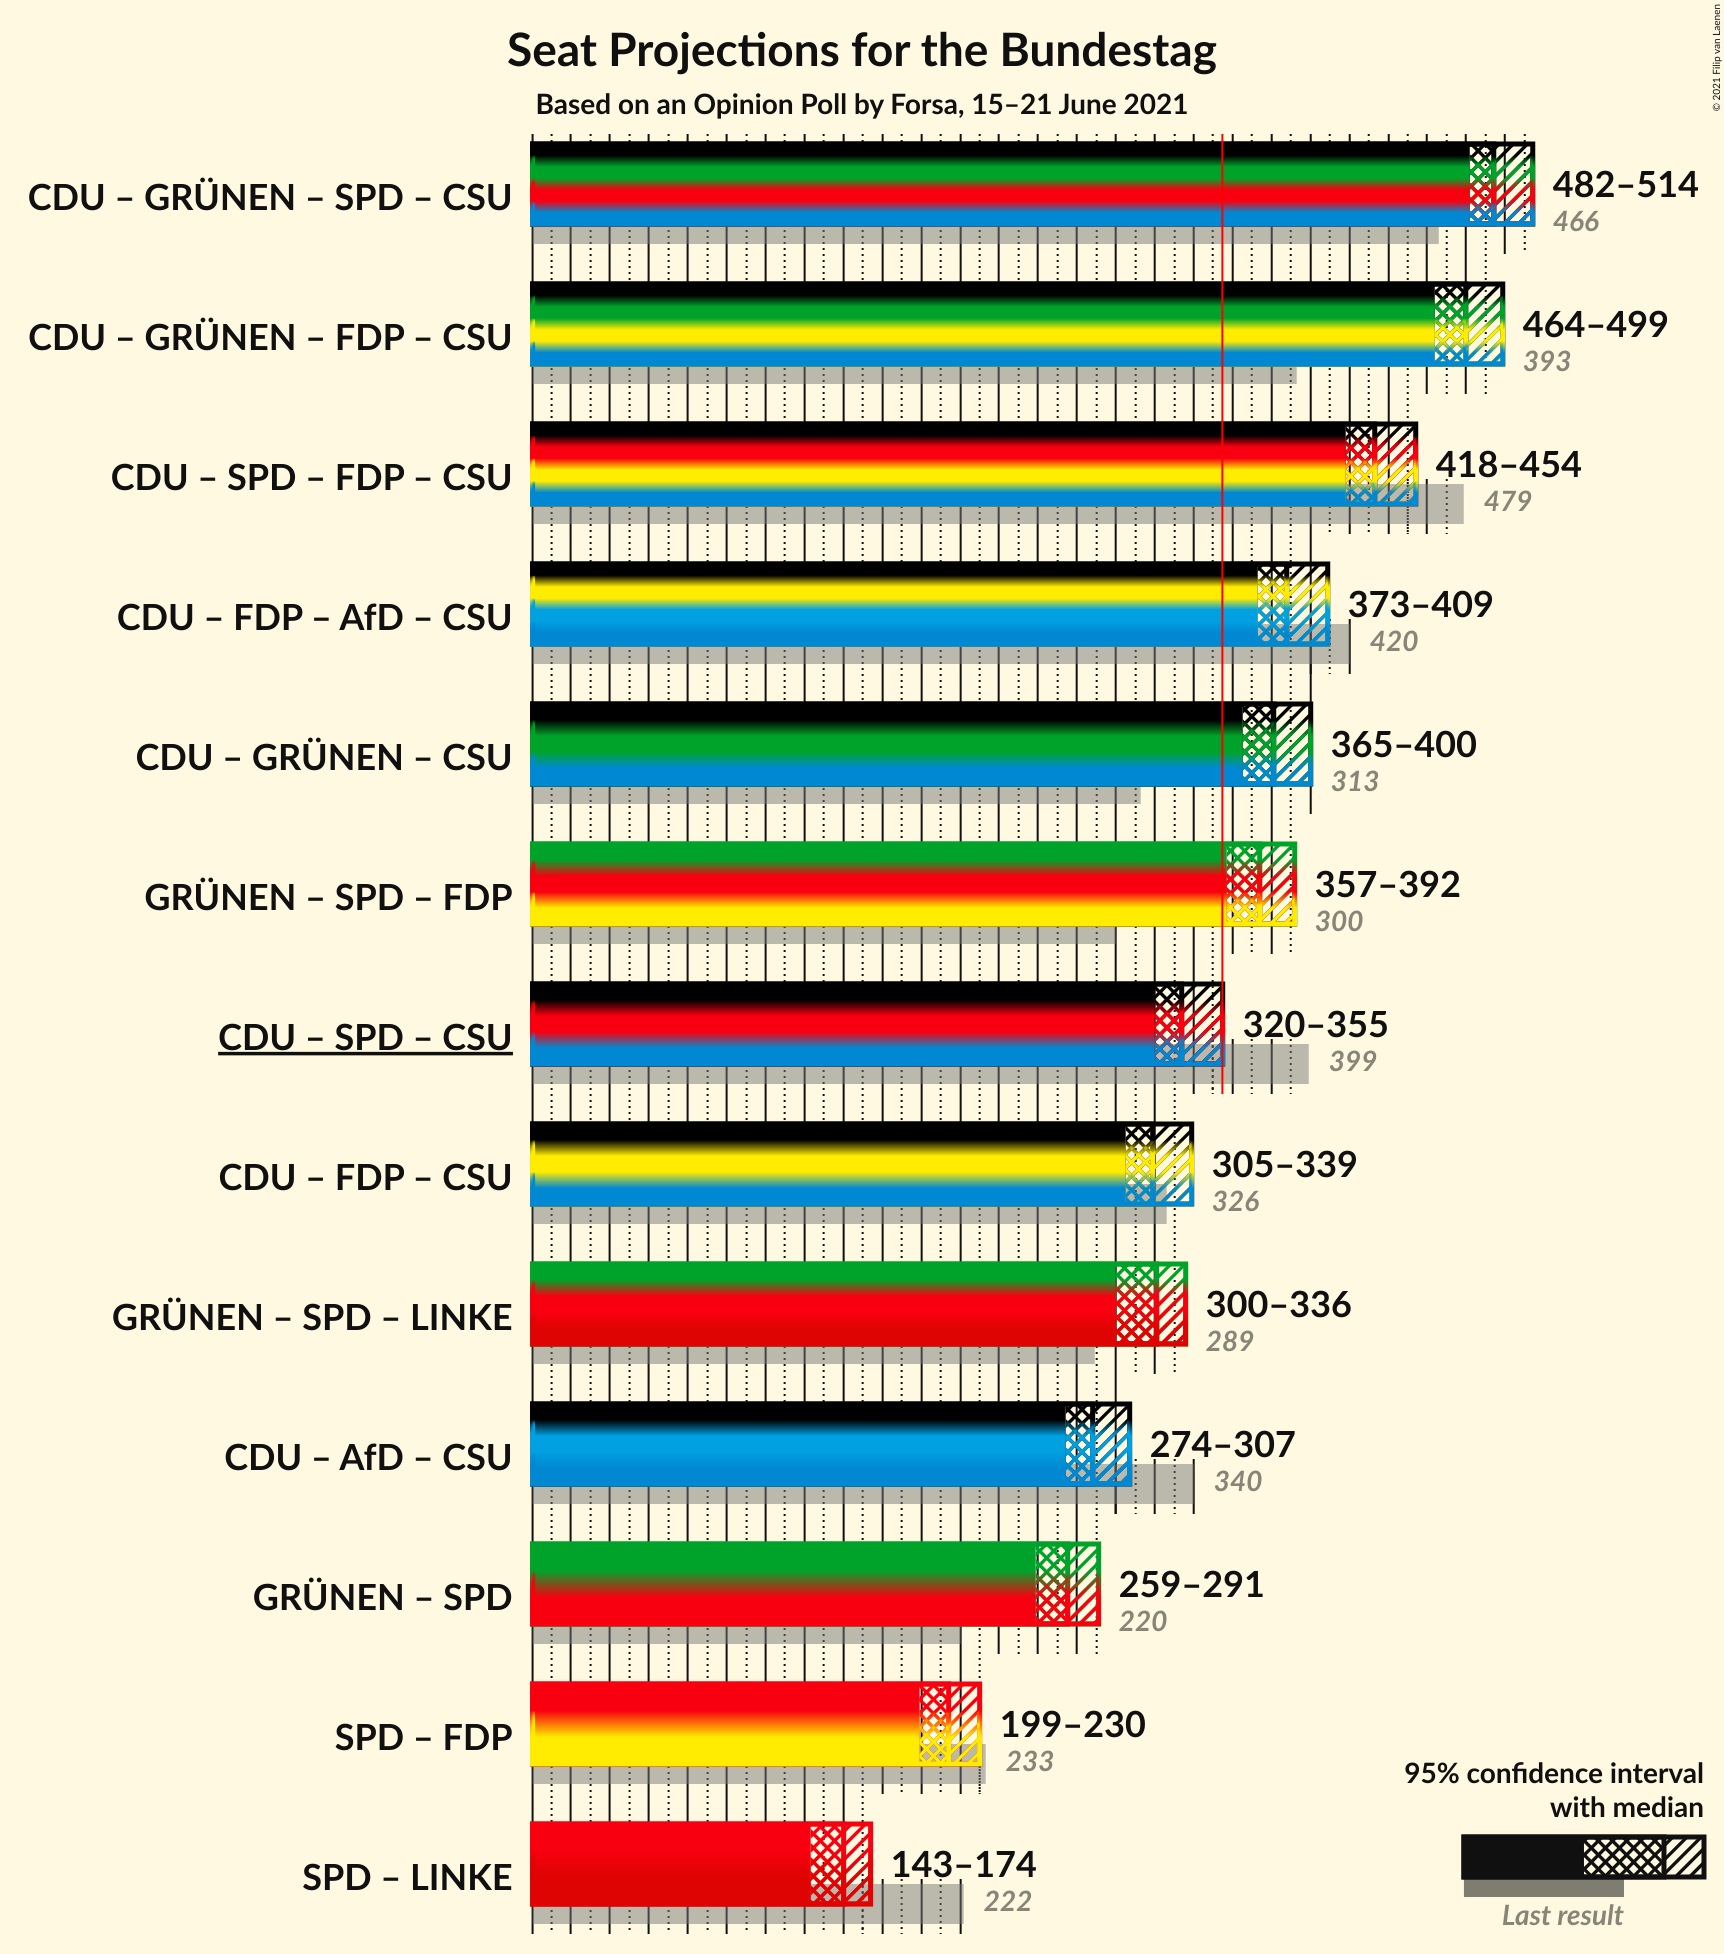 Seat Projections for the Bundestag
Based on an Opinion Poll by Forsa, 15–21 June 2021
© 2021 Filip van Laenen
CDU – GRÜNEN – SPD – CSU
482–514
466
CDU – GRÜNEN – FDP – CSU
464–499
393
CDU – SPD – FDP – CSU
418–454
479
CDU – FDP – AfD – CSU
373–409
420
CDU – GRÜNEN – CSU
365–400
313
GRÜNEN – SPD – FDP
357–392
300
CDU – SPD – CSU
320–355
399
CDU – FDP – CSU
305–339
326
GRÜNEN – SPD – LINKE
300–336
289
CDU – AfD – CSU
274–307
340
GRÜNEN – SPD
259–291
220
SPD – FDP
199–230
233
SPD – LINKE
143–174
222
95% confidence interval
with median
Last result